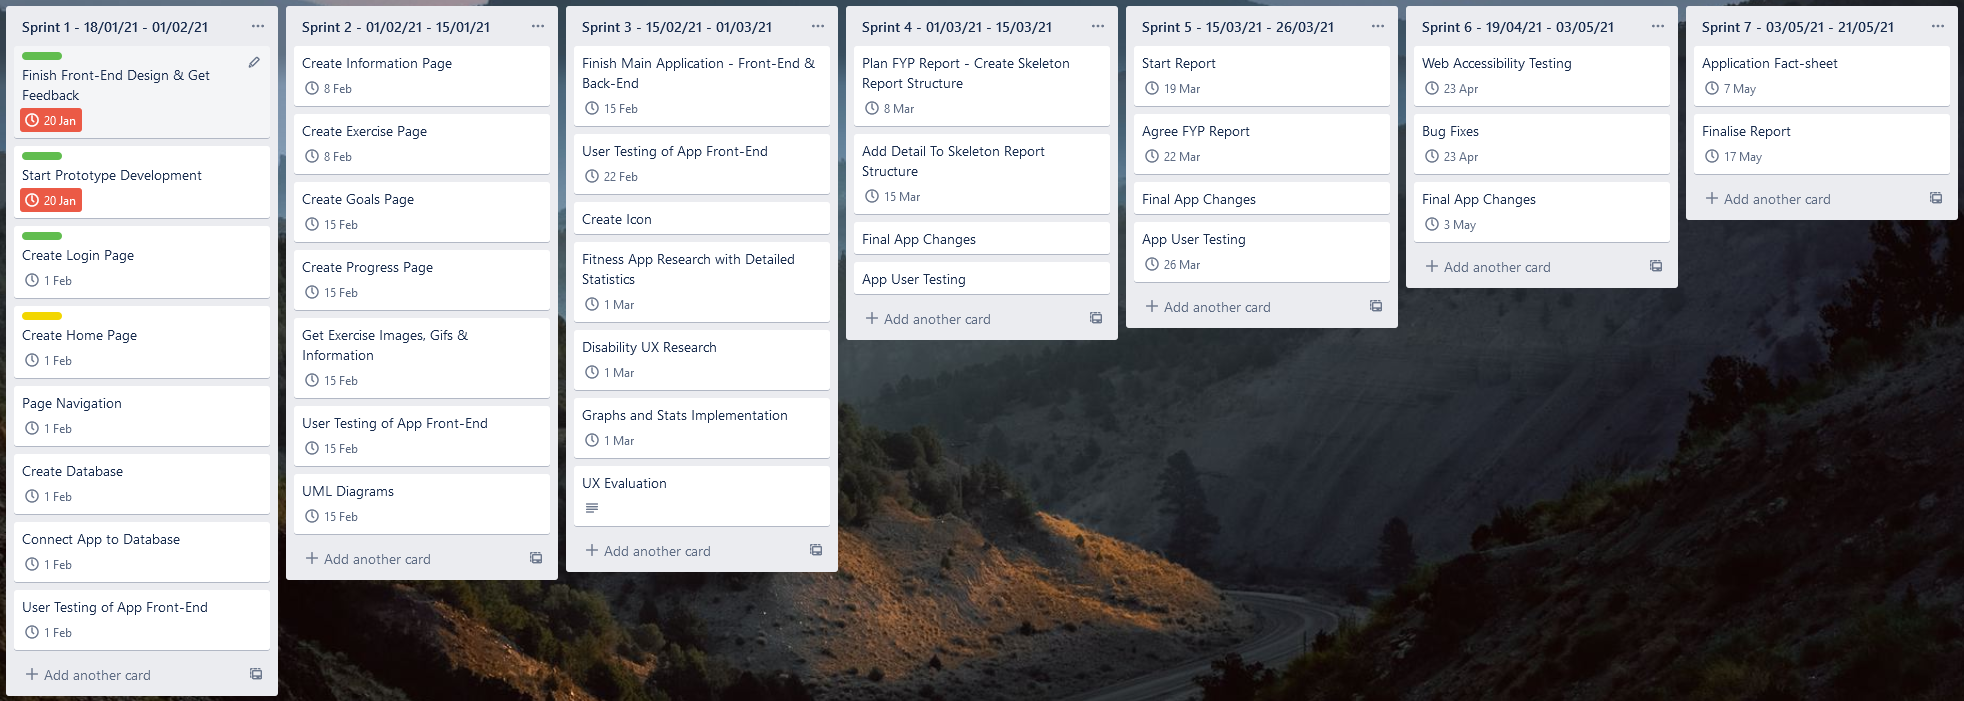 Sprint 1 - 18/01/21 - 01/02/21
Finish Front-End Design & Get
Feedback
20 Jan
Start Prototype Development
20 Jan
Create Login Page
1 Feb
Create Home Page
1 Feb
Page Navigation
1 Feb
Create Database
1 Feb
Connect App to Database
1 Feb
User Testing of App Front-End
1 Feb
+ Add another card
Sprint 2 - 01/02/21 - 15/01/21
Create Information Page
8 Feb
Create Exercise Page
8 Feb
Create Goals Page
15 Feb
Create Progress Page
15 Feb
Get Exercise Images, Gifs &
Information
15 Feb
User Testing of App Front-End
15 Feb
UML Diagrams
15 Feb
+ Add another card
Sprint 3 - 15/02/21 - 01/03/21
Finish Main Application - Front-End &
Back-End
15 Feb
User Testing of App Front-End
22 Feb
Create Icon
Fitness App Research with Detailed
Statistics
1 Mar
Disability UX Research
1 Mar
Graphs and Stats Implementation
1 Mar
UX Evaluation
+ Add another card
Sprint 4 - 01/03/21 - 15/03/21
Plan FYP Report - Create Skeleton
Report Structure
8 Mar
Add Detail To Skeleton Report
Structure
15 Mar
Final App Changes
App User Testing
+ Add another card
Sprint 5 - 15/03/21 - 26/03/21
Start Report
19 Mar
Agree FYP Report
22 Mar
Final App Changes
App User Testing
26 Mar
+ Add another card
Sprint 6 - 19/04/21 - 03/05/21
Web Accessibility Testing
23 Apr
Bug Fixes
23 Apr
Final App Changes
3 May
+ Add another card
Sprint 7 - 03/05/21 - 21/05/21
Application Fact-sheet
7 May
Finalise Report
17 May
+ Add another card